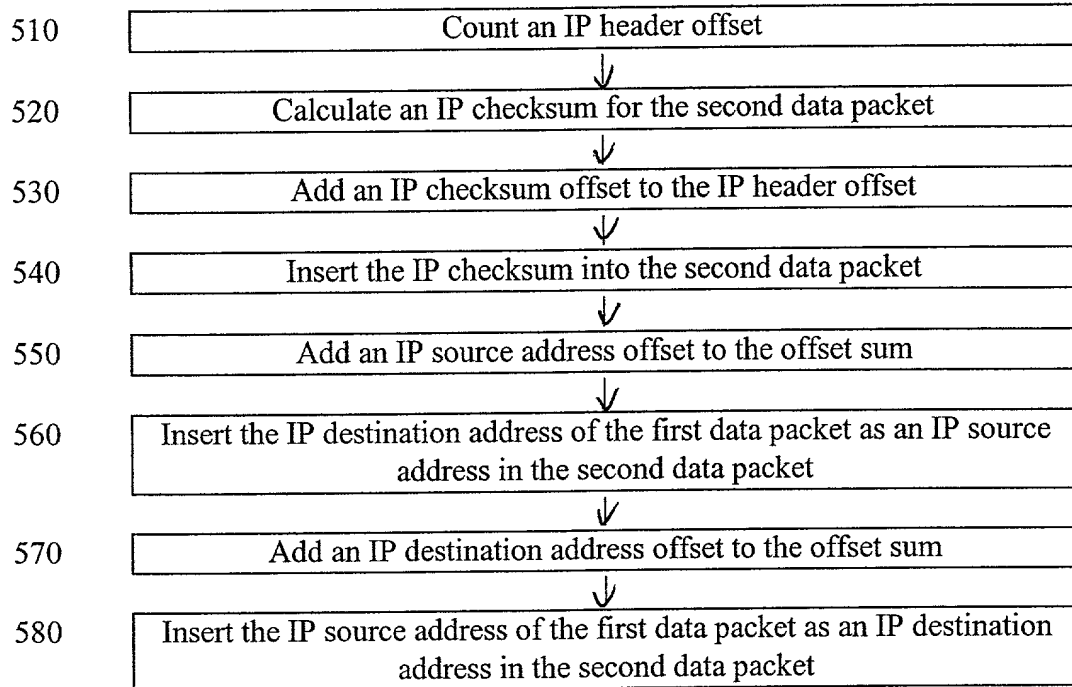 510 Count an IP header offset
520 Calculate an IP checksum for the second data packet
530 Add an IP checksum offset to the IP header offset
540 Insert the IP checksum into the second data packet
550 Add an IP source address offset to the offset sum
560 Insert the IP destination address of the first data packet as an IP source
address in the second data packet
570 Add an IP destination address offset to the offset sum
580 Insert the IP source address of the first data packet as an IP destination
address in the second data packet